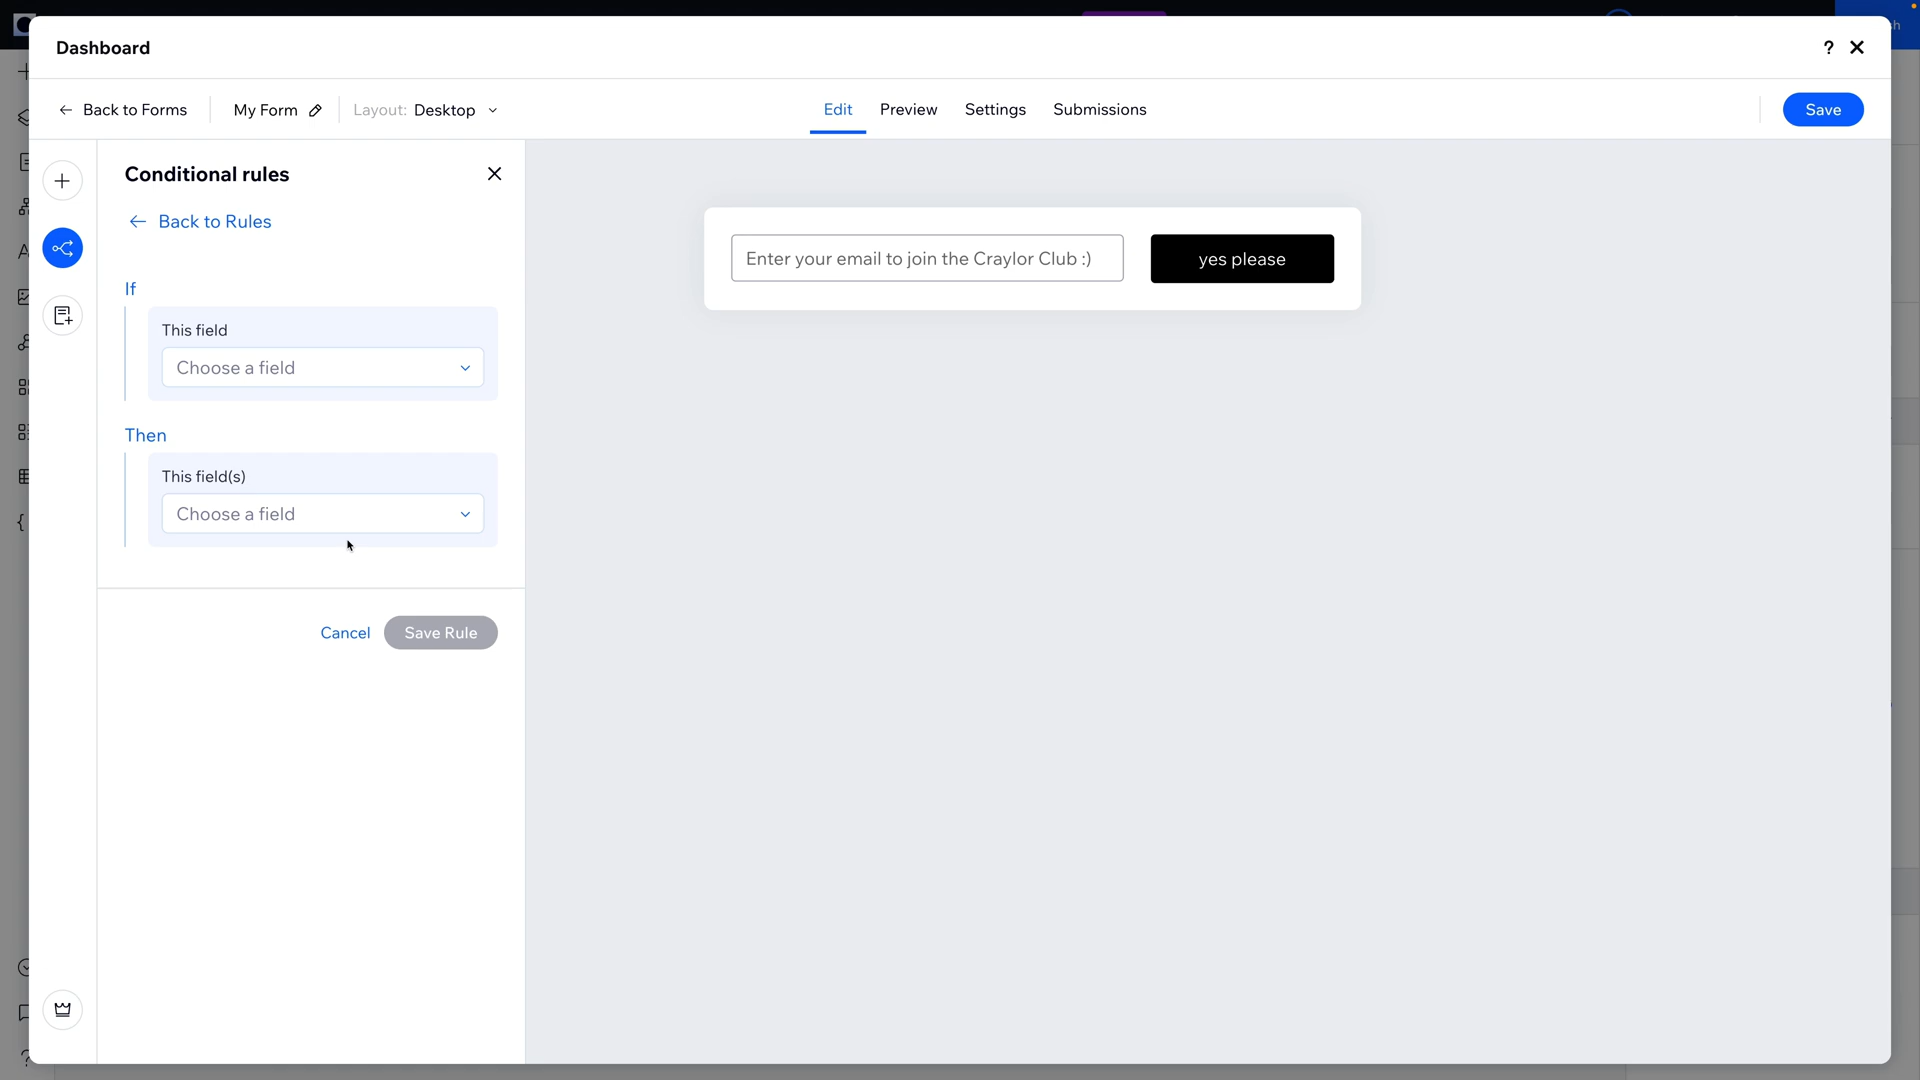 Dashboard
?
Back to Forms
My Form
Layout: Desktop
Edit
Preview
Settings
Submissions
Save
Conditional rules
Back to Rules
If
This field
Choose a field
Then
This field(s)
Choose a field
Cancel
Save Rule
Enter your email to join the Craylor Club :)
yes please